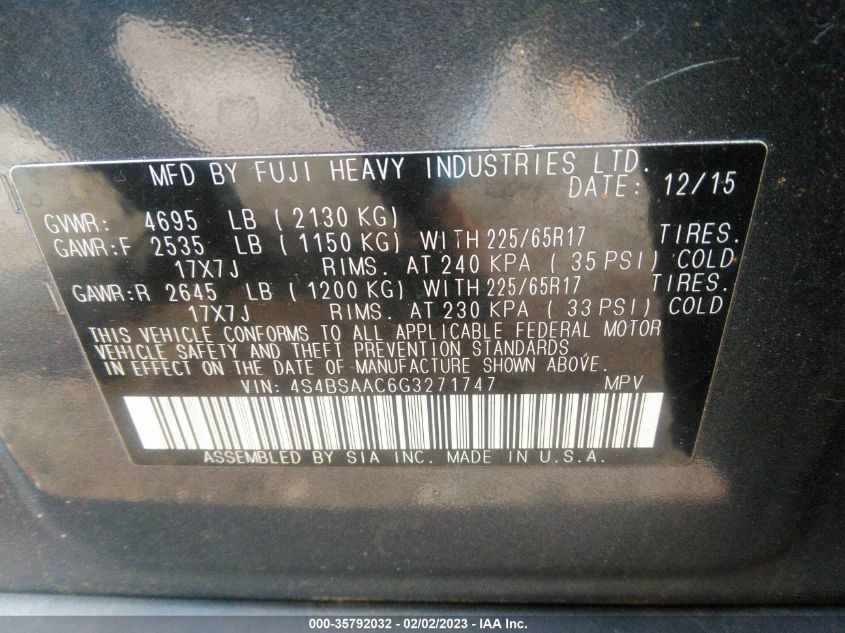 MFD BY FUJI HEAVY INDUSTRIES LTD.
DATE: 12/15
GVWR: 4695 LB ( 2130 KG)
GAWR:F 2535 LB ( 1150 KG) WITH 225/65R17 TIRES.
17X7J RIMS. AT 240 KPA ( 35 PSI) COLD
GAWR:R 2645 LB ( 1200 KG) WITH 225/65R17 TIRES.
17X7J RIMS. AT 230 KPA ( 33 PSI) COLD
THIS VEHICLE CONFORMS TO ALL APPLICABLE FEDERAL MOTOR
VEHICLE SAFETY AND THEFT PREVENTION STANDARDS
IN EFFECT ON THE DATE OF MANUFACTURE SHOWN ABOVE.
VIN: 4S4BSAAC6G3271747 MPV
ASSEMBLED BY SIA INC. MADE IN U.S.A.
000-35792032 - 02/02/2023 - IAA Inc.